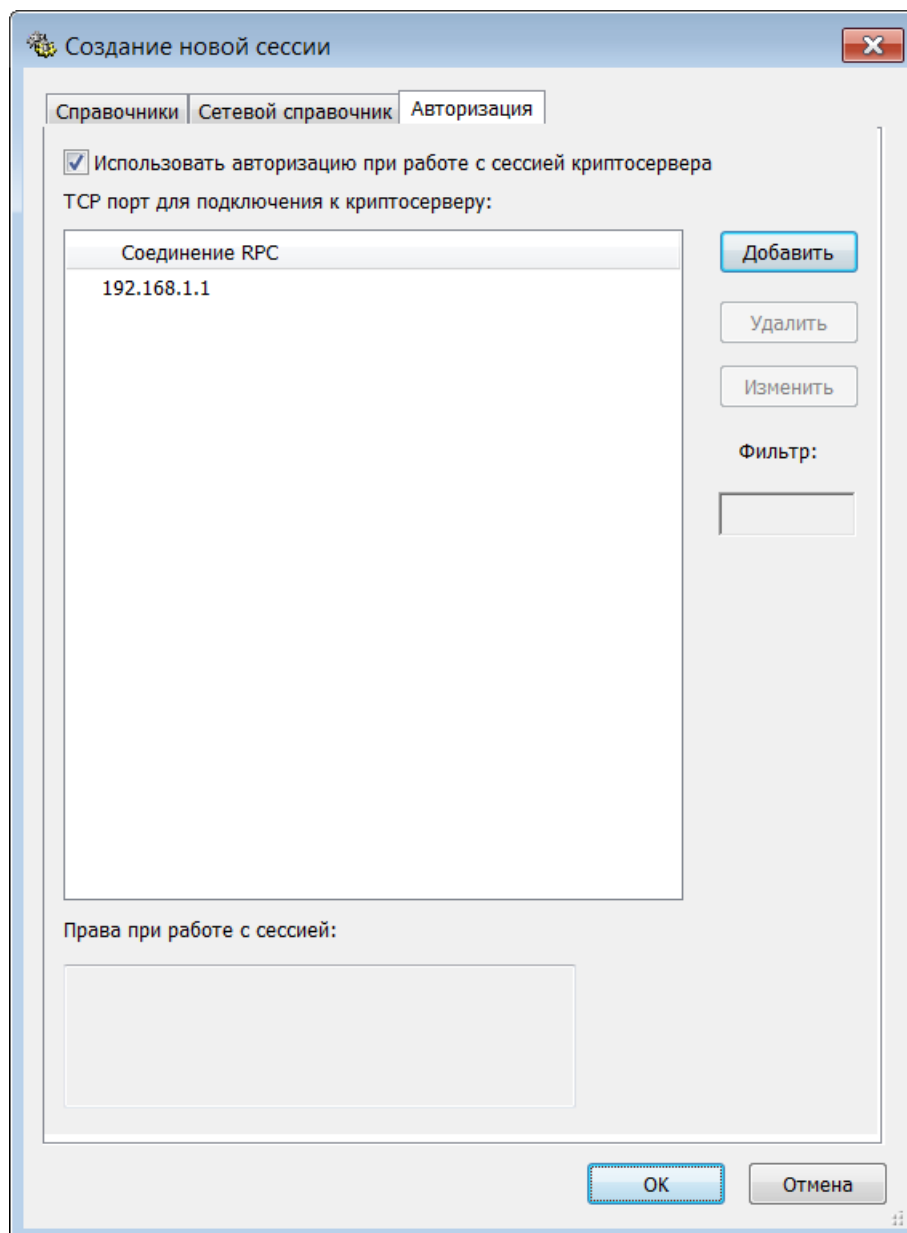 Создание новой сессии
Справочники Сетевой справочник Авторизация
Использовать авторизацию при работе с сессией криптосервера
TCP порт для подключения к криптосерверу:
Соединение RPC
Добавить
192.168.1.1
Удалить
Изменить
Фильтр:
Права при работе с сессией:
OK Отмена